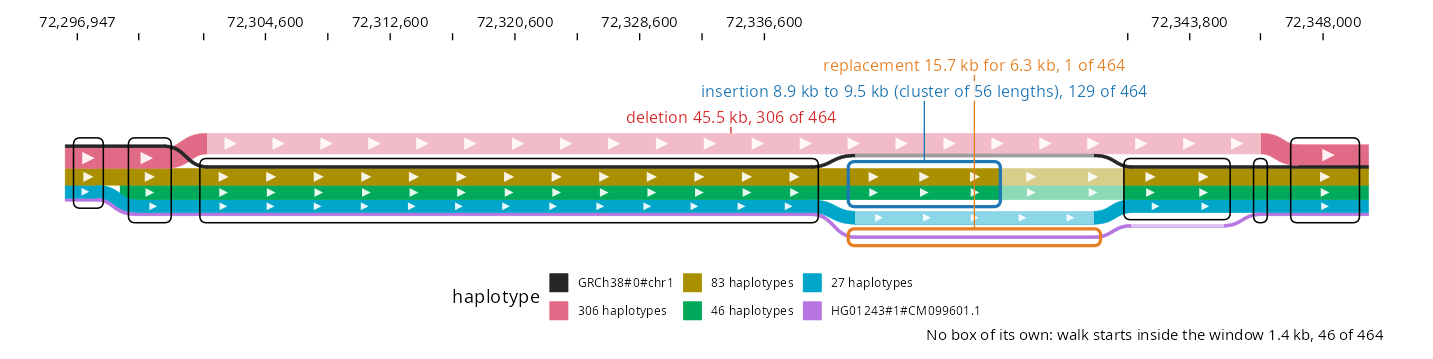 72,296,947 72,304,600 72,312,600 72,320,600 72,328,600 72,336,600 72,343,800 72,348,000
replacement 15.7 kb for 6.3 kb, 1 of 464
insertion 8.9 kb to 9.5 kb (cluster of 56 lengths), 129 of 464
deletion 45.5 kb, 306 of 464
haplotype
GRCh38#0#chr1 83 haplotypes 27 haplotypes
306 haplotypes 46 haplotypes HG01243#1#CM099601.1
No box of its own: walk starts inside the window 1.4 kb, 46 of 464